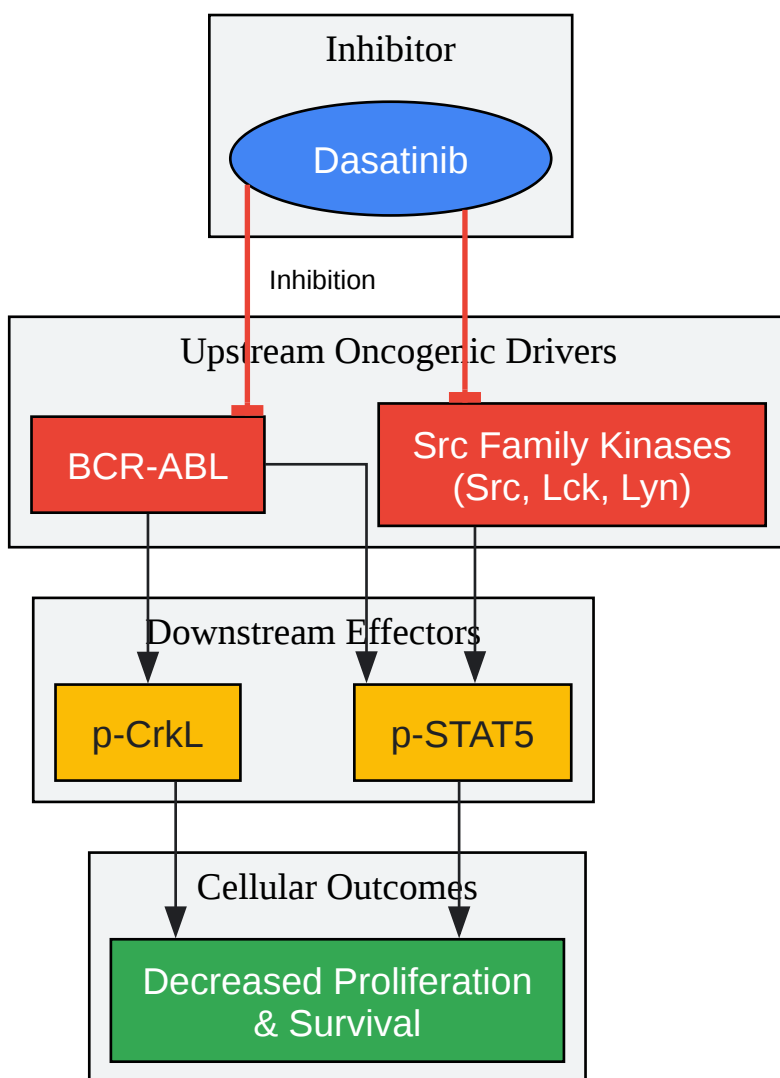 Inhibitor
Dasatinib
Inhibition
Upstream Oncogenic Drivers
BCR-ABL
Src Family Kinases
(Src, Lck, Lyn)
Downstream Effectors
p-CrkL
p-STAT5
Cellular Outcomes
Decreased Proliferation
& Survival